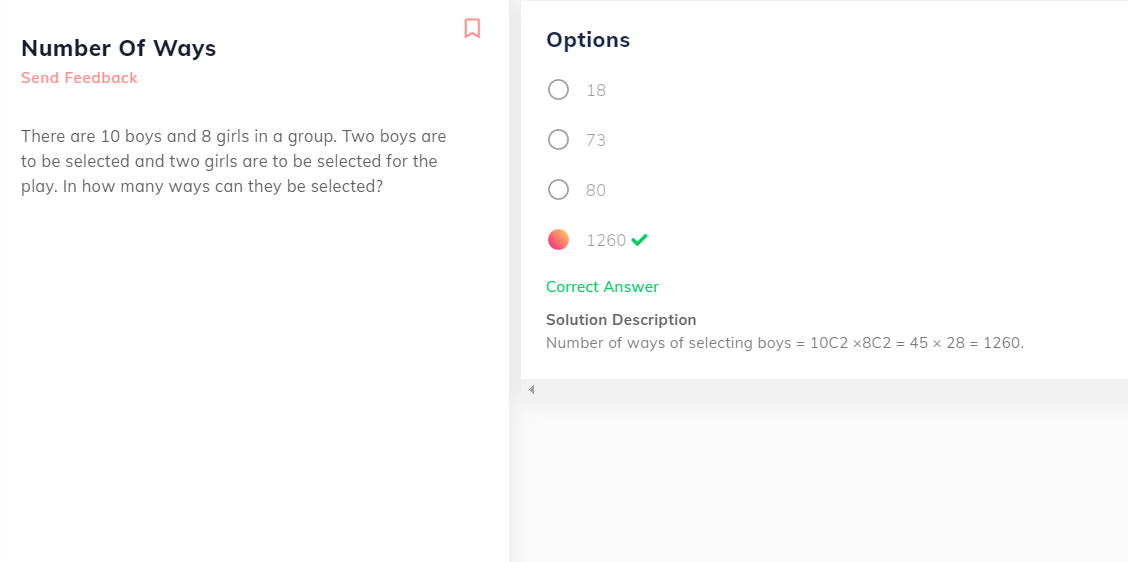 Number Of Ways
Send Feedback
There are 10 boys and 8 girls in a group. Two boys are
to be selected and two girls are to be selected for the
play. In how many ways can they be selected?
Options
18
73
80
1260
Correct Answer
Solution Description
Number of ways of selecting boys = 10C2 ×8C2 = 45 × 28 = 1260.